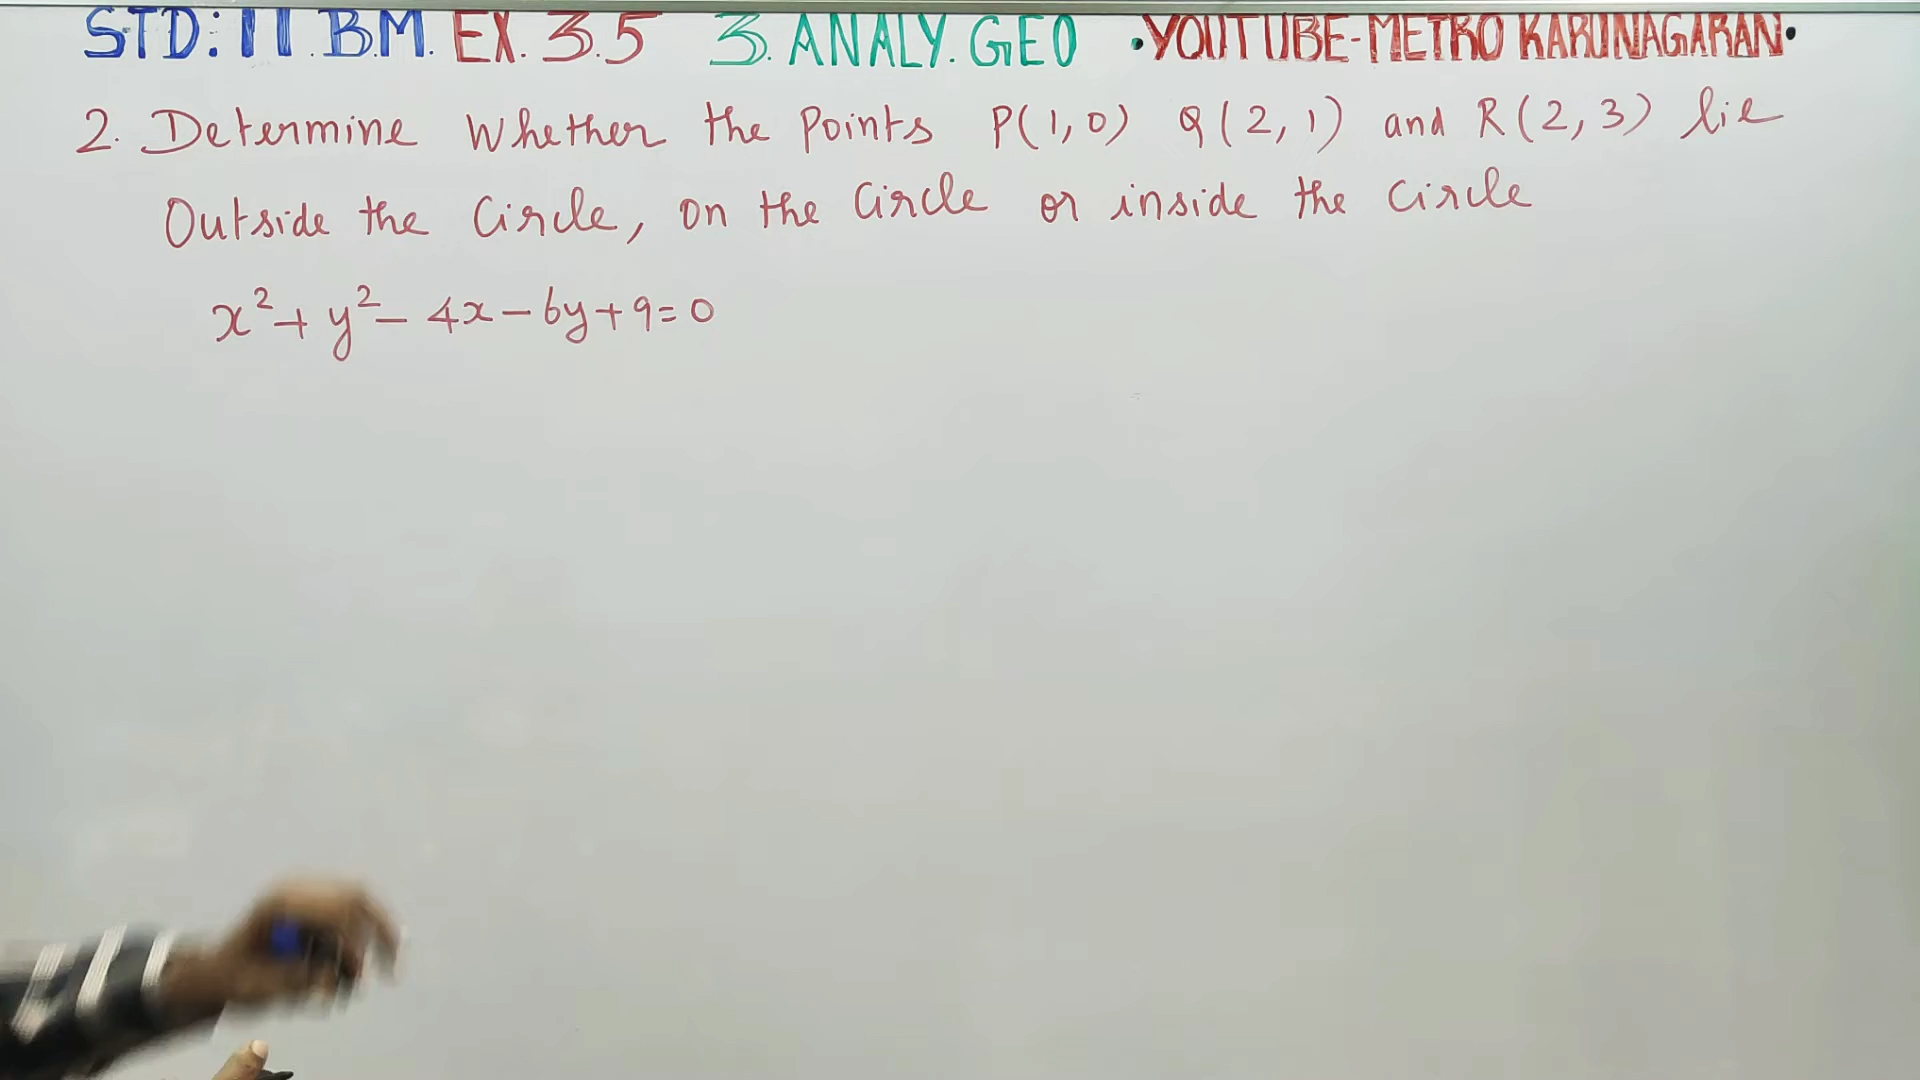 STD: 11.B.M. EX. 3.5 3. ANALY. GEO •YOUTUBE-METRO KARUNAGARAN•
2. Determine Whether the Points P(1,0) Q(2,1) and R(2,3) lie
Outside the Circle, on the Circle or inside the Circle
x²+ y²- 4x-6y+9=0